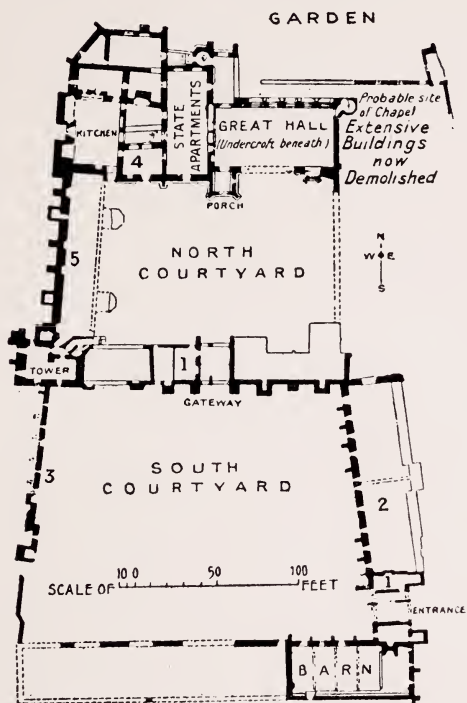 GARDEN
Probable site
of Chapel
Extensive
Buildings
now
Demolished
KITCHEN
STATE
APARTMENTS
GREAT HALL
(Undercroft beneath)
4
PORCH
N
W E
S
NORTH
COURTYARD
5
TOWER
1
GATEWAY
SOUTH
COURTYARD
3
2
SCALE OF 10 0 50 100 FEET
1
ENTRANCE
BARN